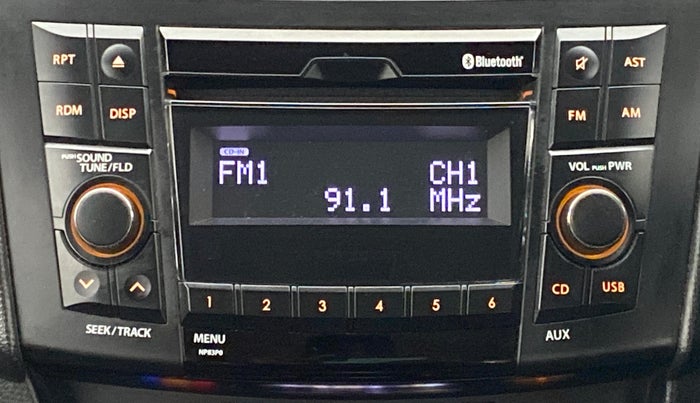 RPT
Bluetooth®
AST
RDM
DISP
FM
AM
CD-IN
FM1 CH1
91.1 MHz
PUSH SOUND
TUNE/FLD
VOL PUSH PWR
CD
USB
1 2 3 4 5 6
SEEK/TRACK
MENU
NP83P0
AUX